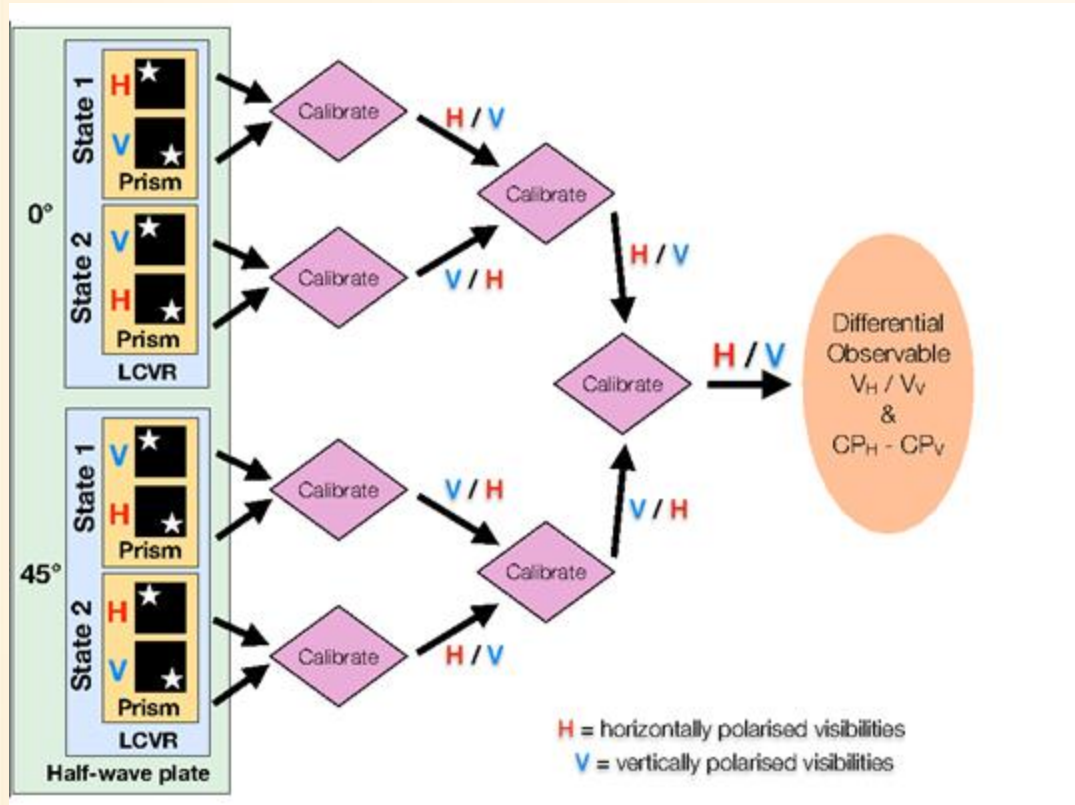 0°
State 1
H
V
Prism
State 2
V
H
Prism
LCVR
45°
State 1
V
H
Prism
State 2
H
V
Prism
LCVR
Half-wave plate
Calibrate
Calibrate
Calibrate
Calibrate
H / V
V / H
V / H
H / V
Calibrate
Calibrate
H / V
V / H
Calibrate
H / V
Differential
Observable
VH / VV
&
CPH - CPV
H = horizontally polarised visibilities
V = vertically polarised visibilities